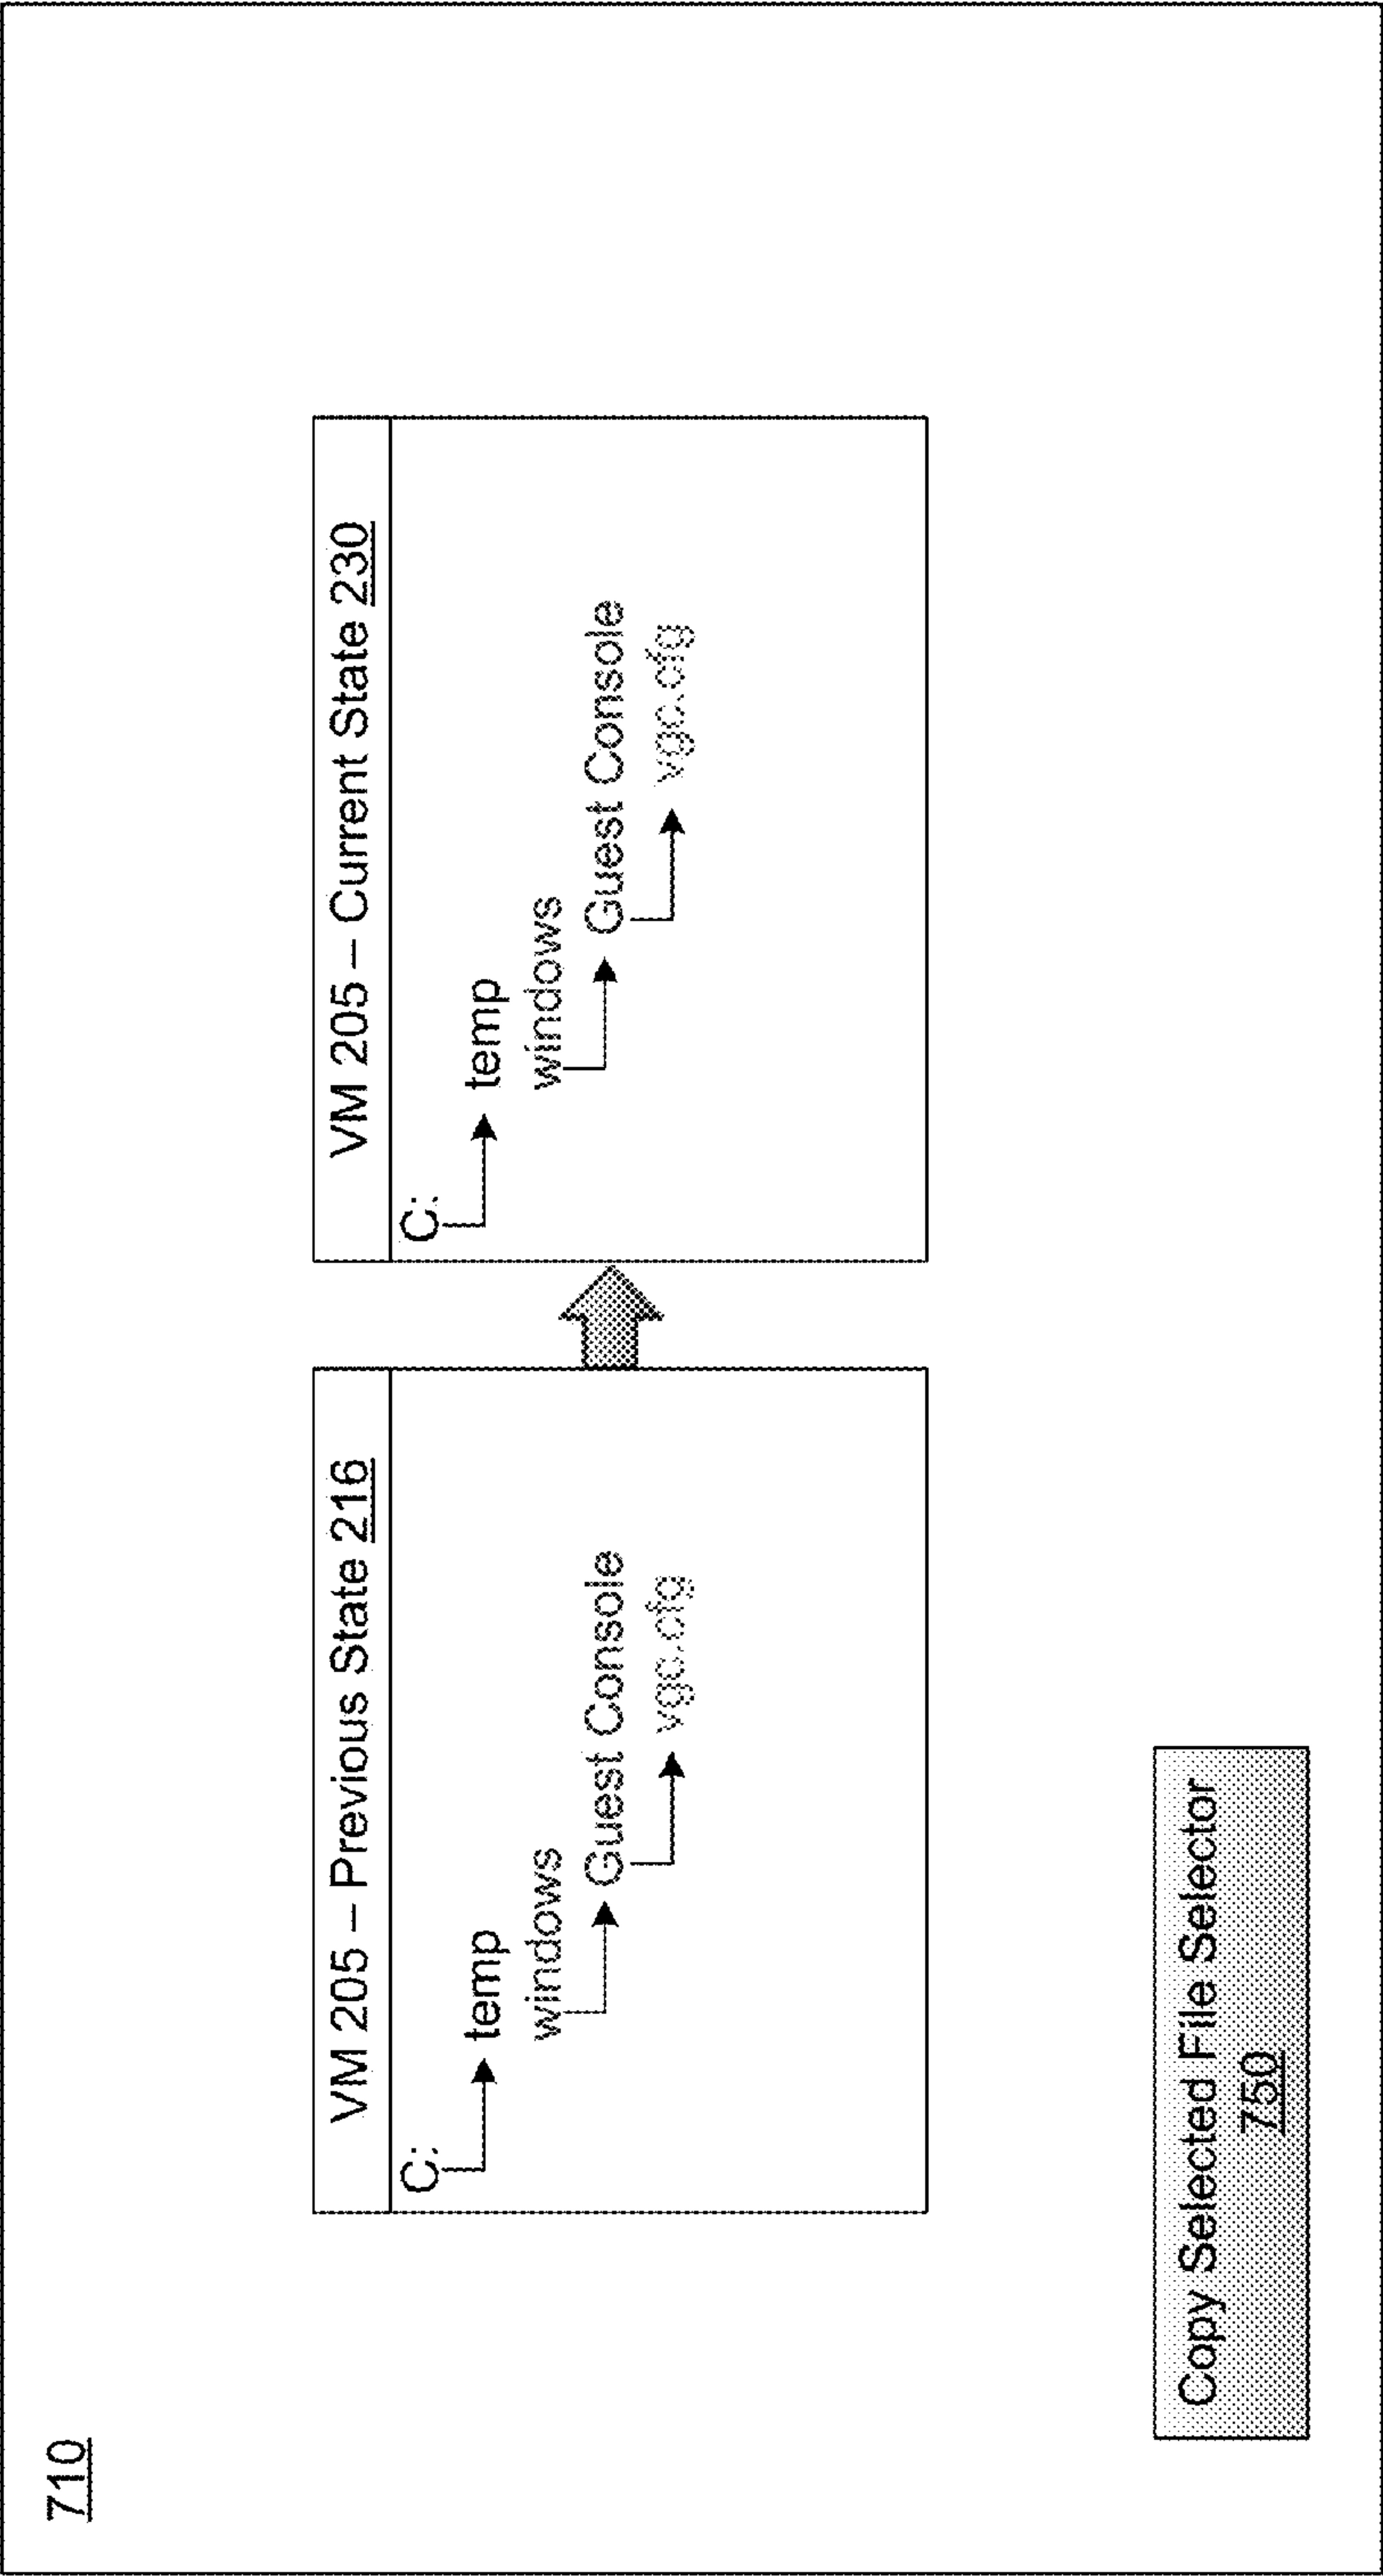 710
VM 205 – Previous State 216
C:
temp
windows
Guest Console
vgc.cfg
VM 205 – Current State 230
C:
temp
windows
Guest Console
vgc.cfg
Copy Selected File Selector
750